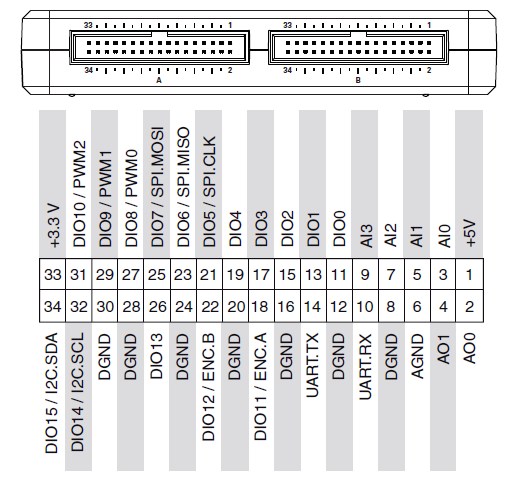 33 1 33 1
34 2 34 2
A B
+3.3 V
DIO10 / PWM2
DIO9 / PWM1
DIO8 / PWM0
DIO7 / SPI.MOSI
DIO6 / SPI.MISO
DIO5 / SPI.CLK
DIO4
DIO3
DIO2
DIO1
DIO0
AI3
AI2
AI1
AI0
+5V
33 31 29 27 25 23 21 19 17 15 13 11 9 7 5 3 1
34 32 30 28 26 24 22 20 18 16 14 12 10 8 6 4 2
DIO15 / I2C.SDA
DIO14 / I2C.SCL
DGND
DGND
DIO13
DGND
DIO12 / ENC.B
DGND
DIO11 / ENC.A
DGND
UART.TX
DGND
UART.RX
DGND
AGND
AO1
AO0